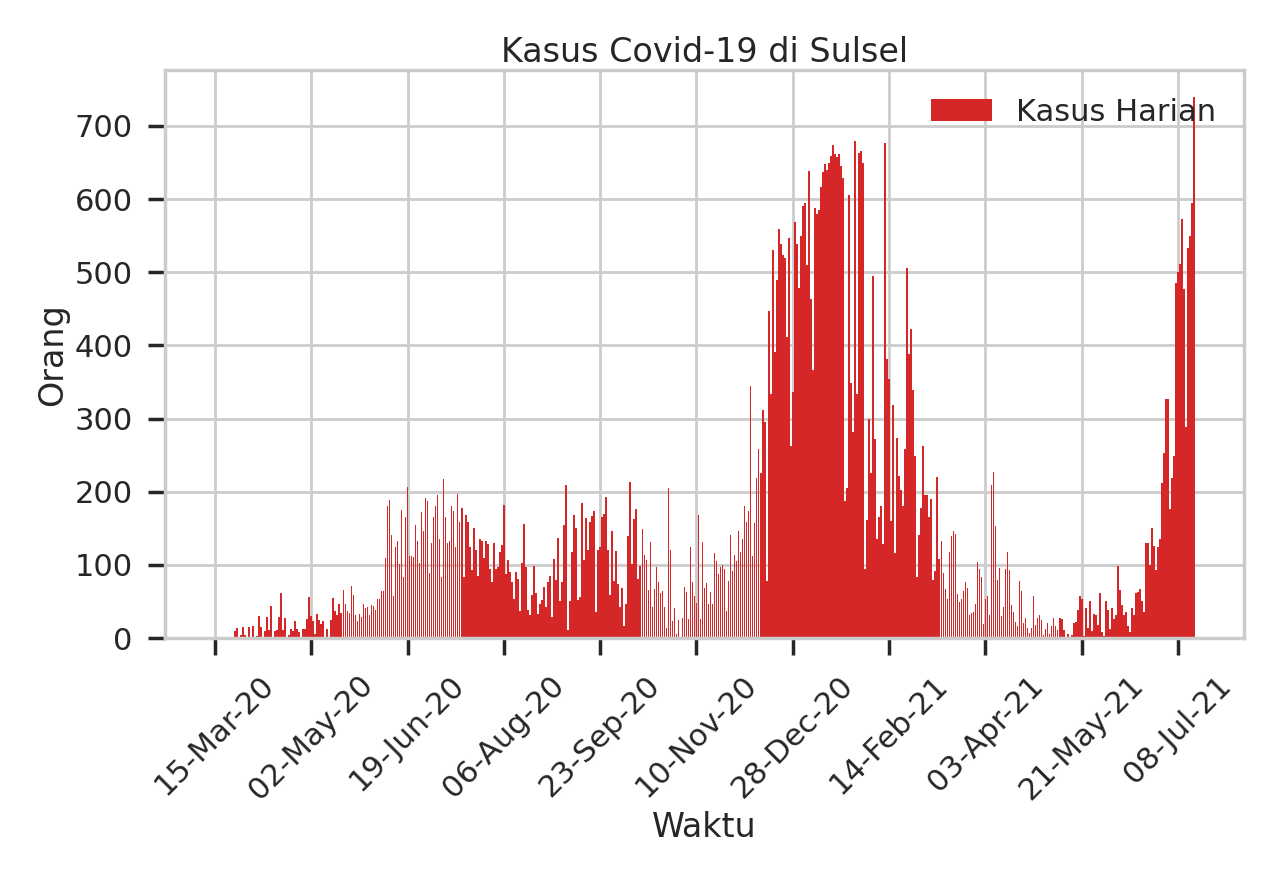 Kasus Covid-19 di Sulsel
Kasus Harian
700
600
500
400
300
200
100
0
Orang
15-Mar-20
02-May-20
19-Jun-20
06-Aug-20
23-Sep-20
10-Nov-20
28-Dec-20
14-Feb-21
03-Apr-21
21-May-21
08-Jul-21
Waktu